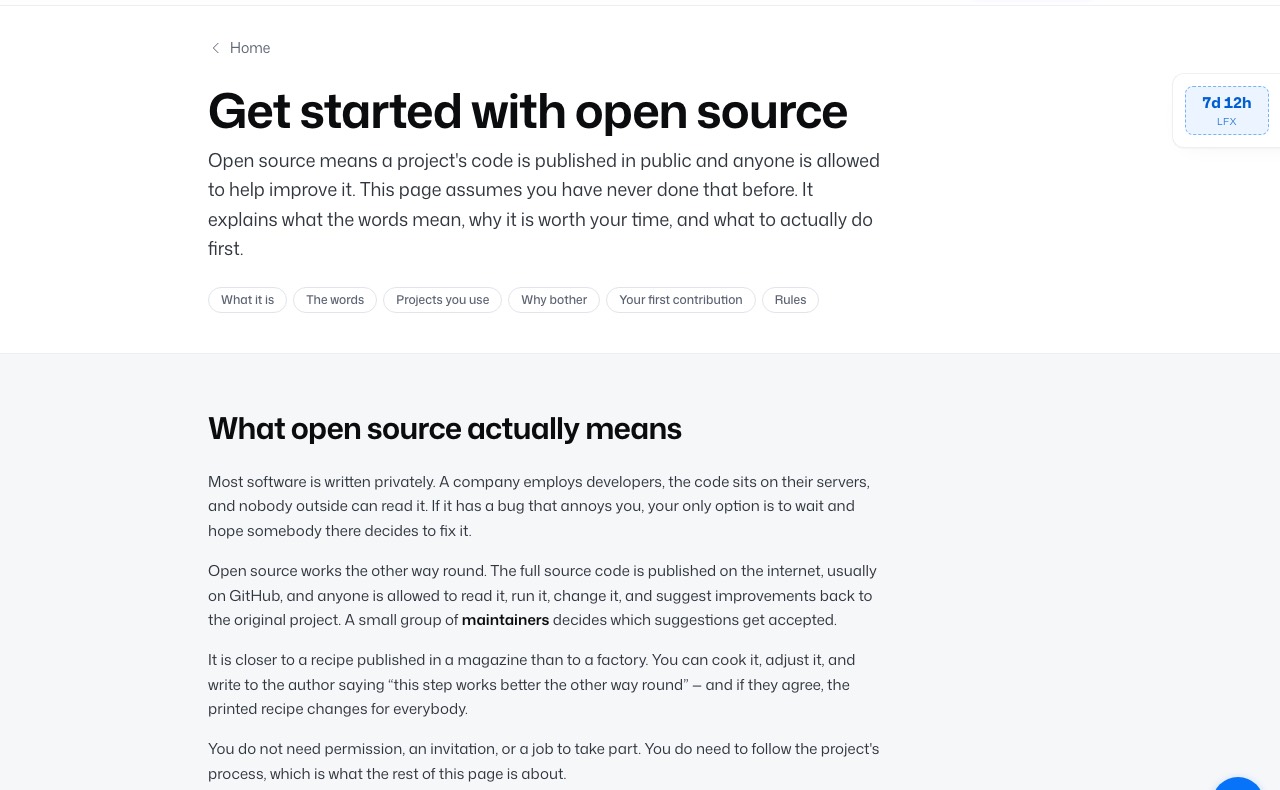 Home
Get started with open source
Open source means a project's code is published in public and anyone is allowed
to help improve it. This page assumes you have never done that before. It
explains what the words mean, why it is worth your time, and what to actually do
first.
What it is
The words
Projects you use
Why bother
Your first contribution
Rules
7d 12h
LFX
What open source actually means
Most software is written privately. A company employs developers, the code sits on their servers,
and nobody outside can read it. If it has a bug that annoys you, your only option is to wait and
hope somebody there decides to fix it.
Open source works the other way round. The full source code is published on the internet, usually
on GitHub, and anyone is allowed to read it, run it, change it, and suggest improvements back to
the original project. A small group of maintainers decides which suggestions get accepted.
It is closer to a recipe published in a magazine than to a factory. You can cook it, adjust it, and
write to the author saying “this step works better the other way round” — and if they agree, the
printed recipe changes for everybody.
You do not need permission, an invitation, or a job to take part. You do need to follow the project's
process, which is what the rest of this page is about.